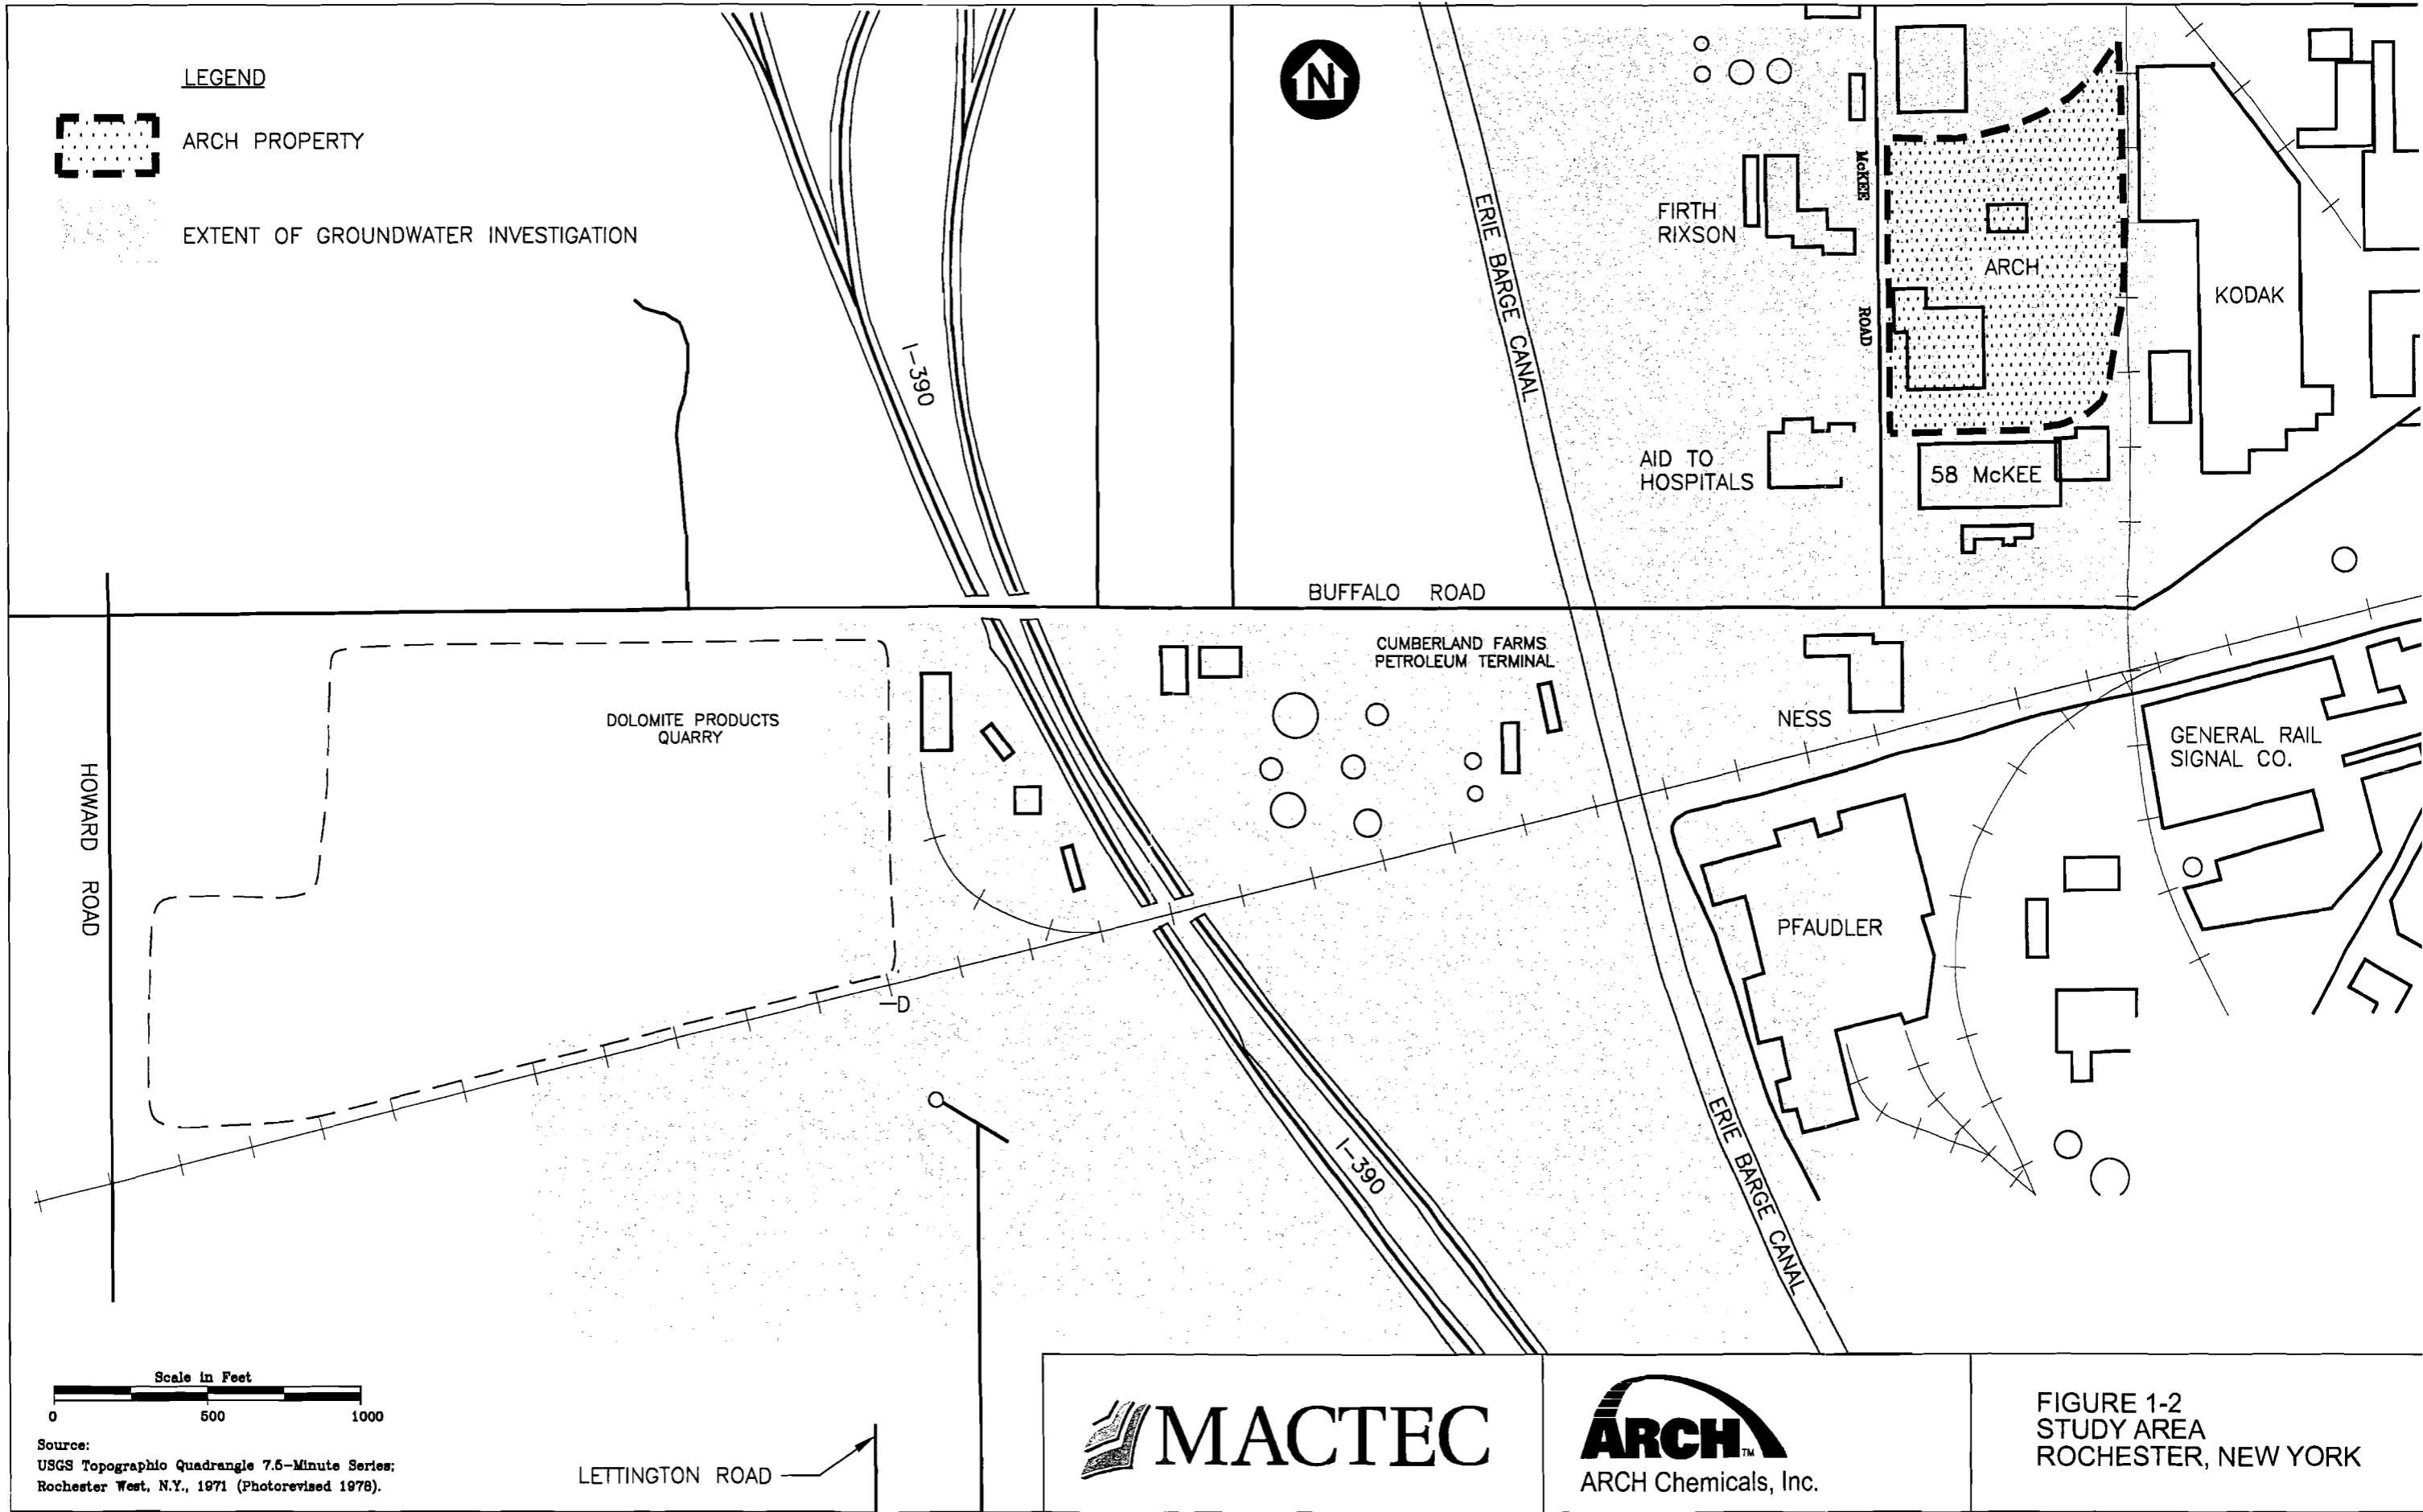 LEGEND
ARCH PROPERTY
EXTENT OF GROUNDWATER INVESTIGATION
N
I-390
ERIE BARGE CANAL
FIRTH
RIXSON
McKEE
ROAD
ARCH
KODAK
AID TO
HOSPITALS
58 McKEE
BUFFALO ROAD
CUMBERLAND FARMS
PETROLEUM TERMINAL
DOLOMITE PRODUCTS
QUARRY
NESS
GENERAL RAIL
SIGNAL CO.
HOWARD ROAD
PFAUDLER
D
I-390
ERIE BARGE CANAL
Scale in Feet
0 500 1000
Source:
USGS Topographic Quadrangle 7.5-Minute Series;
Rochester West, N.Y., 1971 (Photorevised 1978).
LETTINGTON ROAD
MACTEC
ARCH TM
ARCH Chemicals, Inc.
FIGURE 1-2
STUDY AREA
ROCHESTER, NEW YORK